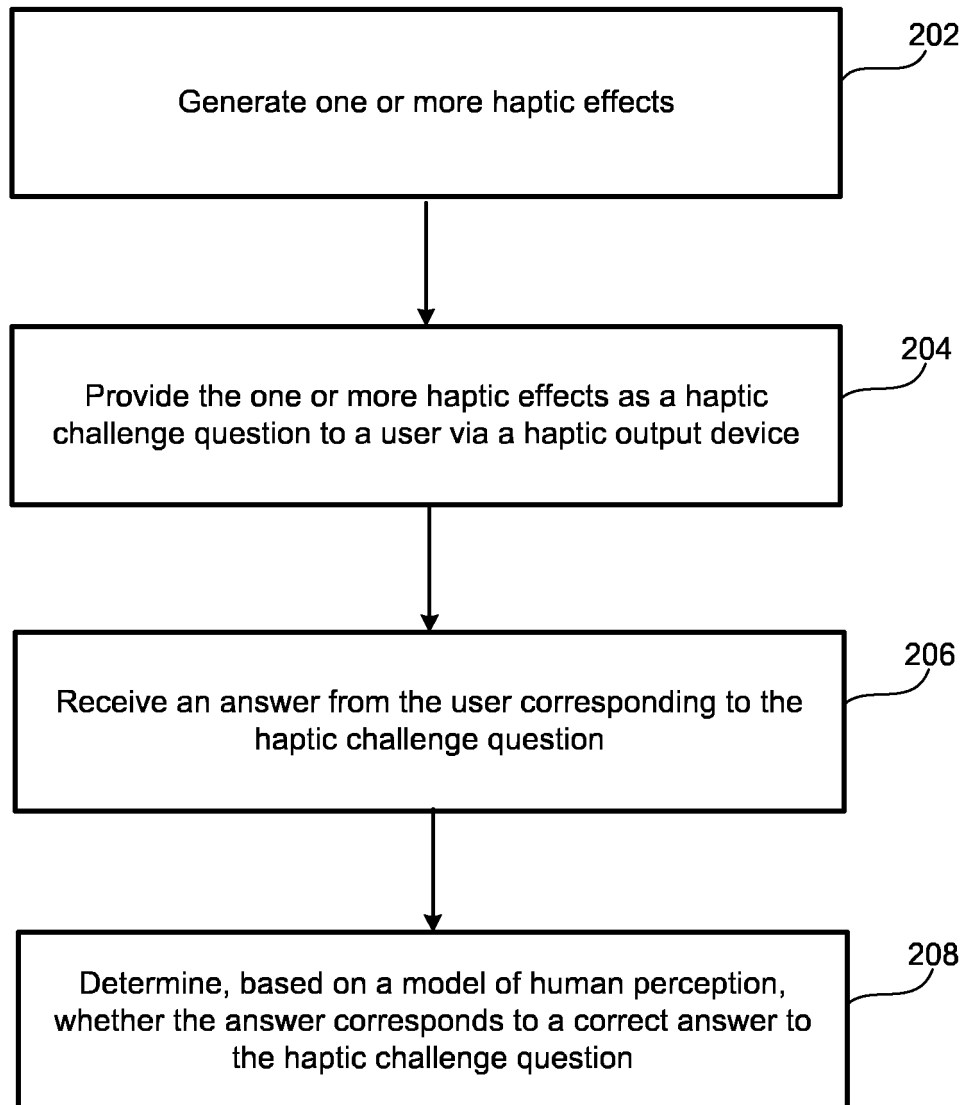 202
Generate one or more haptic effects
204
Provide the one or more haptic effects as a haptic
challenge question to a user via a haptic output device
206
Receive an answer from the user corresponding to the
haptic challenge question
208
Determine, based on a model of human perception,
whether the answer corresponds to a correct answer to
the haptic challenge question